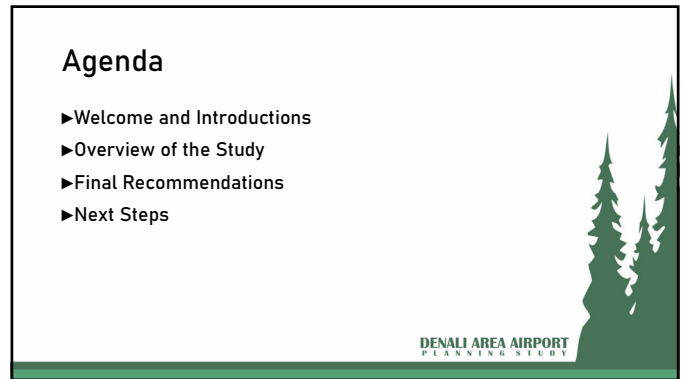 Agenda
►Welcome and Introductions
►Overview of the Study
►Final Recommendations
►Next Steps
DENALI AREA AIRPORT
PLANNING STUDY